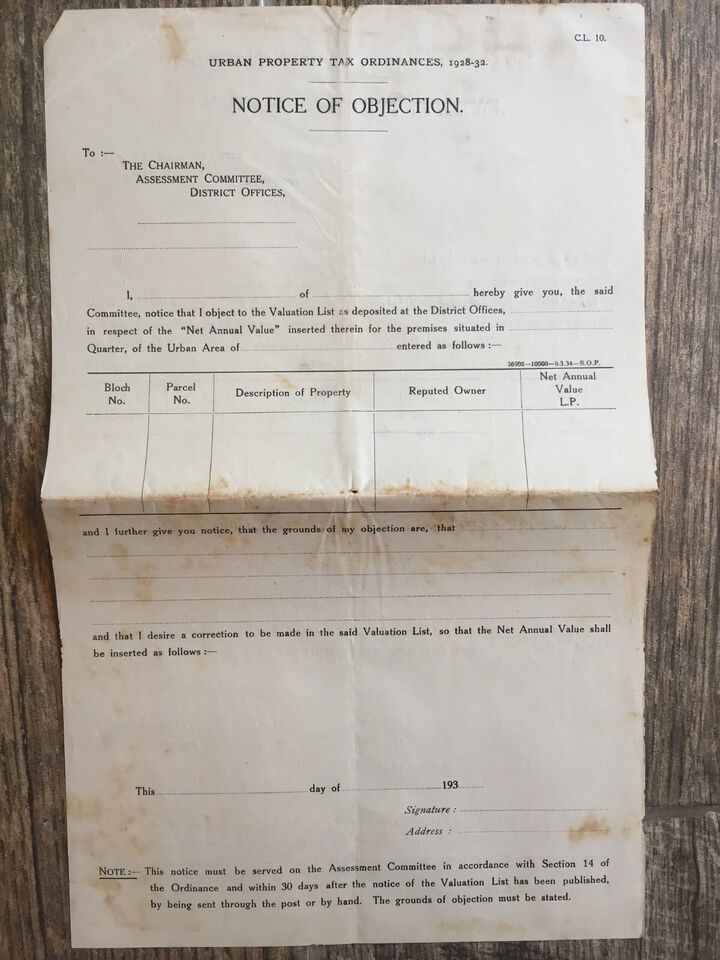 C.L. 10.
URBAN PROPERTY TAX ORDINANCES, 1928-32.
NOTICE OF OBJECTION.
To :—
THE CHAIRMAN,
ASSESSMENT COMMITTEE,
DISTRICT OFFICES,
I, of hereby give you, the said
Committee, notice that I object to the Valuation List as deposited at the District Offices,
in respect of the "Net Annual Value" inserted therein for the premises situated in
Quarter, of the Urban Area of entered as follows :—
26905—10000—8.3.34—S.O.P.
Bloch No. Parcel No. Description of Property Reputed Owner Net Annual Value L.P.
and I further give you notice, that the grounds of my objection are, that
and that I desire a correction to be made in the said Valuation List, so that the Net Annual Value shall
be inserted as follows :—
This day of 193
Signature :
Address :
NOTE :— This notice must be served on the Assessment Committee in accordance with Section 14 of
the Ordinance and within 30 days after the notice of the Valuation List has been published,
by being sent through the post or by hand. The grounds of objection must be stated.